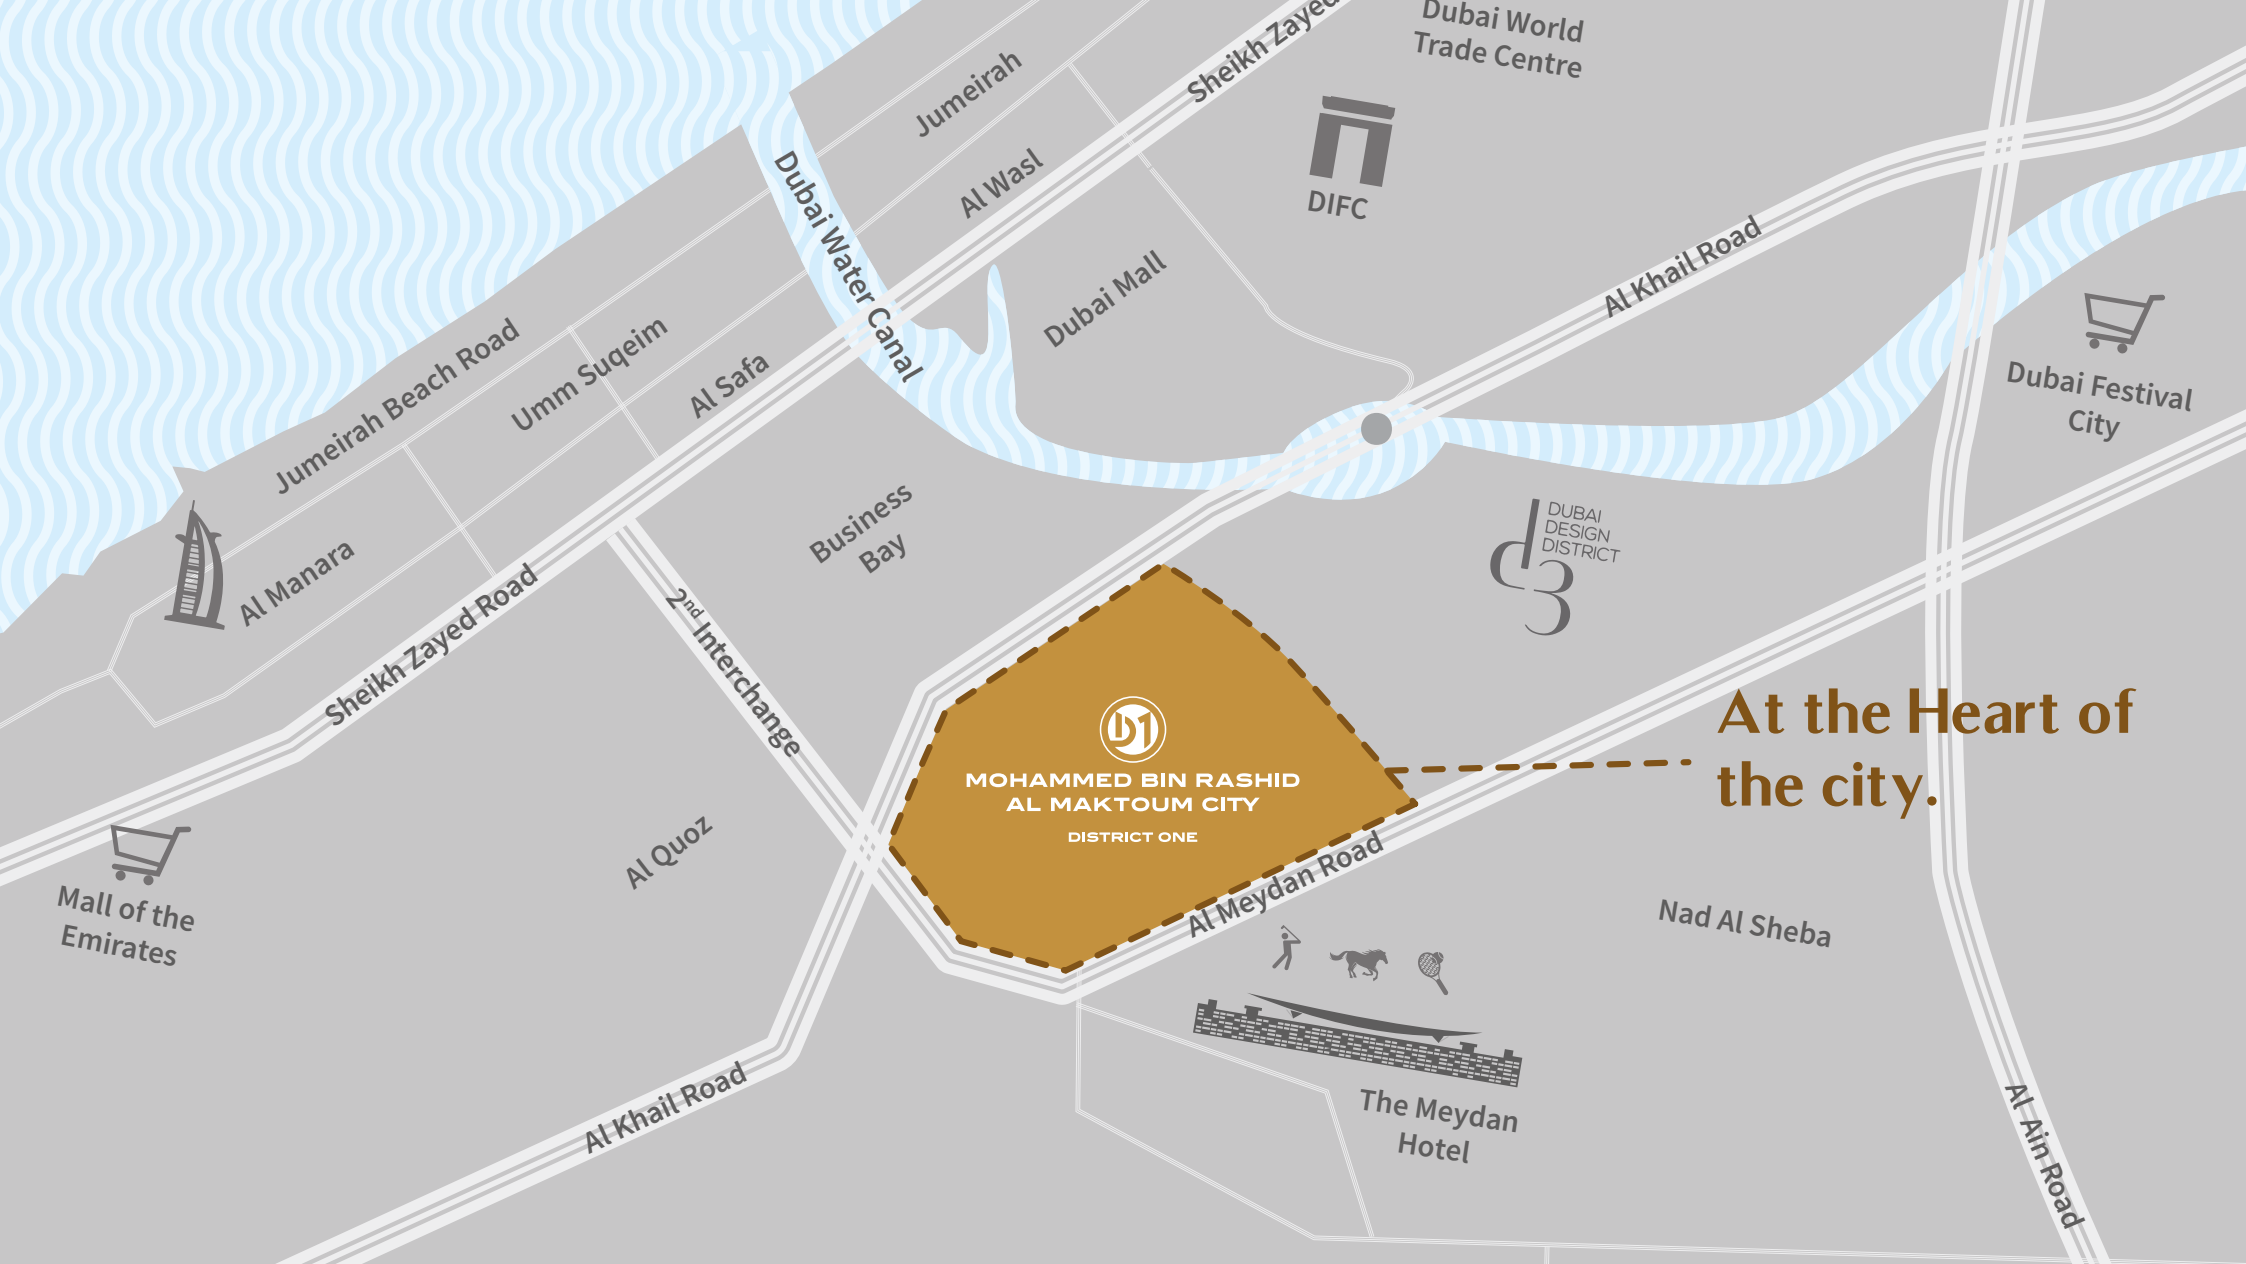 Dubai World
Trade Centre
Sheikh Zayed
Jumeirah
Al Wasl
DIFC
Dubai Water Canal
Dubai Mall
Al Khail Road
Dubai Festival
City
Jumeirah Beach Road
Umm Suqeim
Al Safa
Business
Bay
DUBAI
DESIGN
DISTRICT
d3
Al Manara
Sheikh Zayed Road
2nd Interchange
At the Heart of
the city.
D1
MOHAMMED BIN RASHID
AL MAKTOUM CITY
DISTRICT ONE
Al Quoz
Al Meydan Road
Mall of the
Emirates
Nad Al Sheba
Al Khail Road
The Meydan
Hotel
Al Ain Road